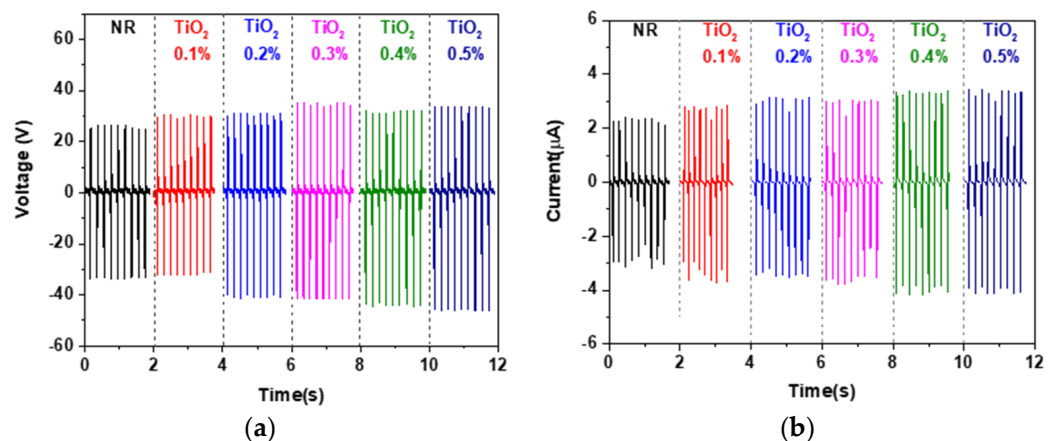 NR TiO2 TiO2 TiO2 TiO2 TiO2
0.1% 0.2% 0.3% 0.4% 0.5%
60
40
20
0
-20
-40
-60
Voltage (V)
0 2 4 6 8 10 12
Time(s)
(a)
NR TiO2 TiO2 TiO2 TiO2 TiO2
0.1% 0.2% 0.3% 0.4% 0.5%
6
4
2
0
-2
-4
-6
Current(μA)
0 2 4 6 8 10 12
Time(s)
(b)